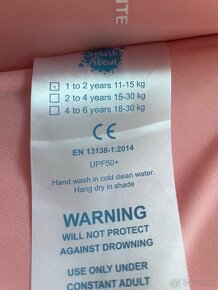 ITE
Splash
About
1 to 2 years 11-15 kg
2 to 4 years 15-30 kg
4 to 6 years 18-30 kg
CE
EN 13138-1:2014
UPF50+
Hand wash in cold clean water.
Hang dry in shade
WARNING
WILL NOT PROTECT
AGAINST DROWNING
USE ONLY UNDER
CONSTANT ADULT